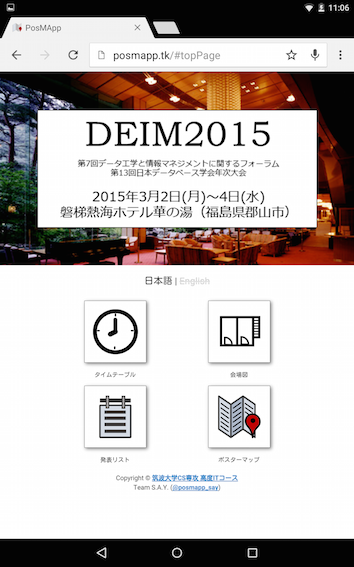 11:06
PosMApp
posmapp.tk/#topPage
DEIM2015
第7回データ工学と情報マネジメントに関するフォーラム
第13回日本データベース学会年次大会
2015年3月2日(月)～4日(水)
磐梯熱海ホテル華の湯（福島県郡山市）
日本語 | English
タイムテーブル
会場図
発表リスト
ポスターマップ
Copyright © 筑波大学CS専攻 高度ITコース
Team S.A.Y. (@posmapp_say)